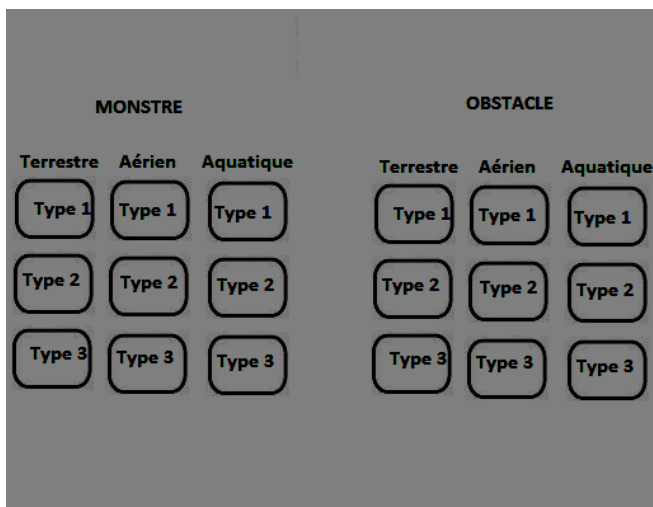 MONSTRE
Terrestre Aérien Aquatique
Type 1 Type 1 Type 1
Type 2 Type 2 Type 2
Type 3 Type 3 Type 3
OBSTACLE
Terrestre Aérien Aquatique
Type 1 Type 1 Type 1
Type 2 Type 2 Type 2
Type 3 Type 3 Type 3